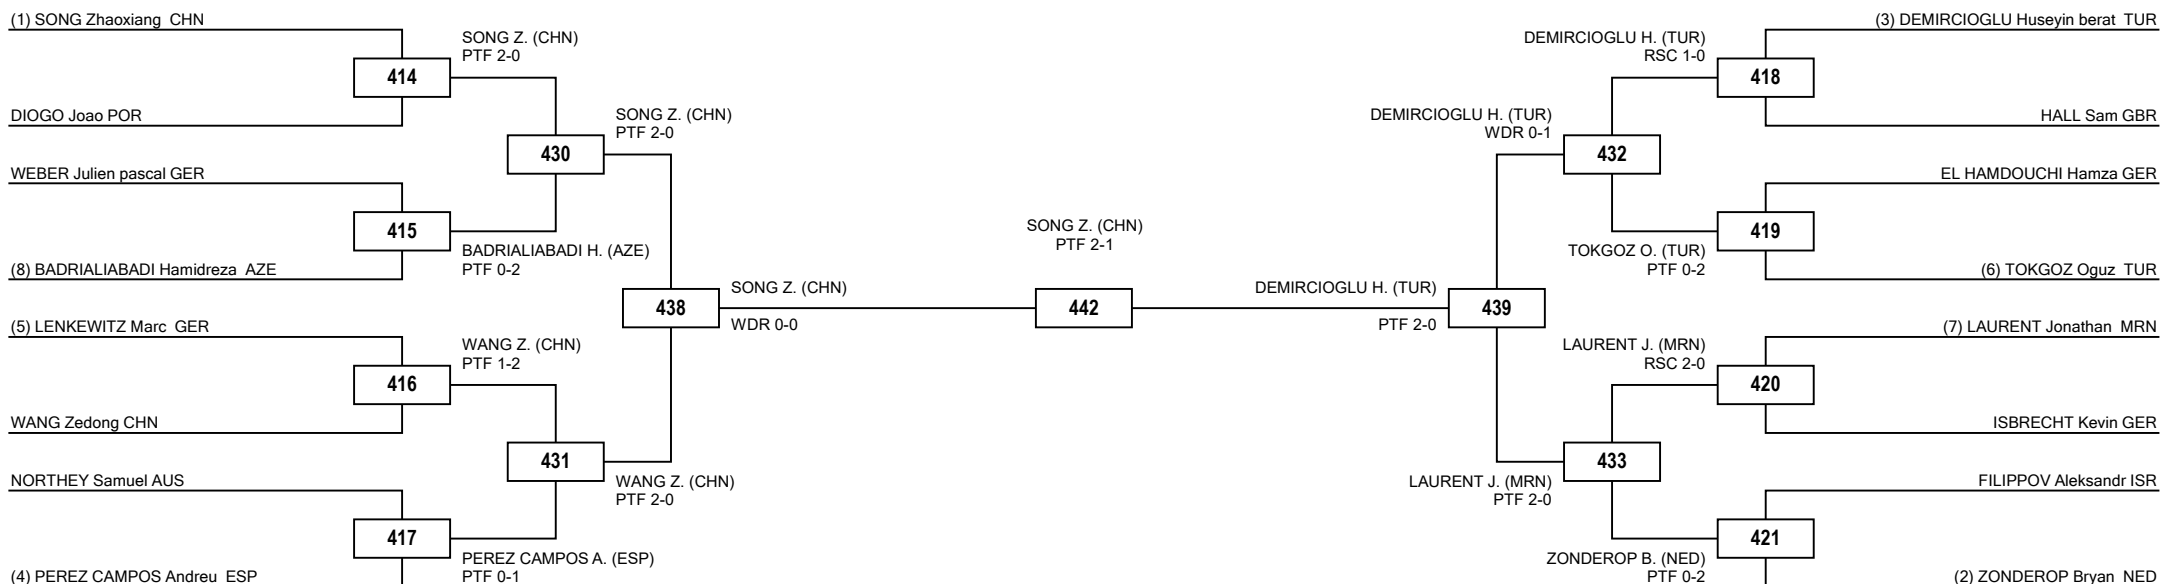 (1) SONG Zhaoxiang  CHN
SONG Z. (CHN)
PTF 2-0
414
DIOGO Joao POR
SONG Z. (CHN)
PTF 2-0
430
WEBER Julien pascal GER
415
BADRIALIABADI H. (AZE)
PTF 0-2
(8) BADRIALIABADI Hamidreza  AZE
438
SONG Z. (CHN)
WDR 0-0
(5) LENKEWITZ Marc  GER
WANG Z. (CHN)
PTF 1-2
416
WANG Zedong CHN
431
WANG Z. (CHN)
PTF 2-0
NORTHEY Samuel AUS
417
PEREZ CAMPOS A. (ESP)
PTF 0-1
(4) PEREZ CAMPOS Andreu  ESP
SONG Z. (CHN)
PTF 2-1
442
(3) DEMIRCIOGLU Huseyin berat  TUR
DEMIRCIOGLU H. (TUR)
RSC 1-0
418
HALL Sam GBR
DEMIRCIOGLU H. (TUR)
WDR 0-1
432
EL HAMDOUCHI Hamza GER
419
TOKGOZ O. (TUR)
PTF 0-2
(6) TOKGOZ Oguz  TUR
DEMIRCIOGLU H. (TUR)
PTF 2-0
439
(7) LAURENT Jonathan  MRN
LAURENT J. (MRN)
RSC 2-0
420
ISBRECHT Kevin GER
433
LAURENT J. (MRN)
PTF 2-0
FILIPPOV Aleksandr ISR
421
ZONDEROP B. (NED)
PTF 0-2
(2) ZONDEROP Bryan  NED